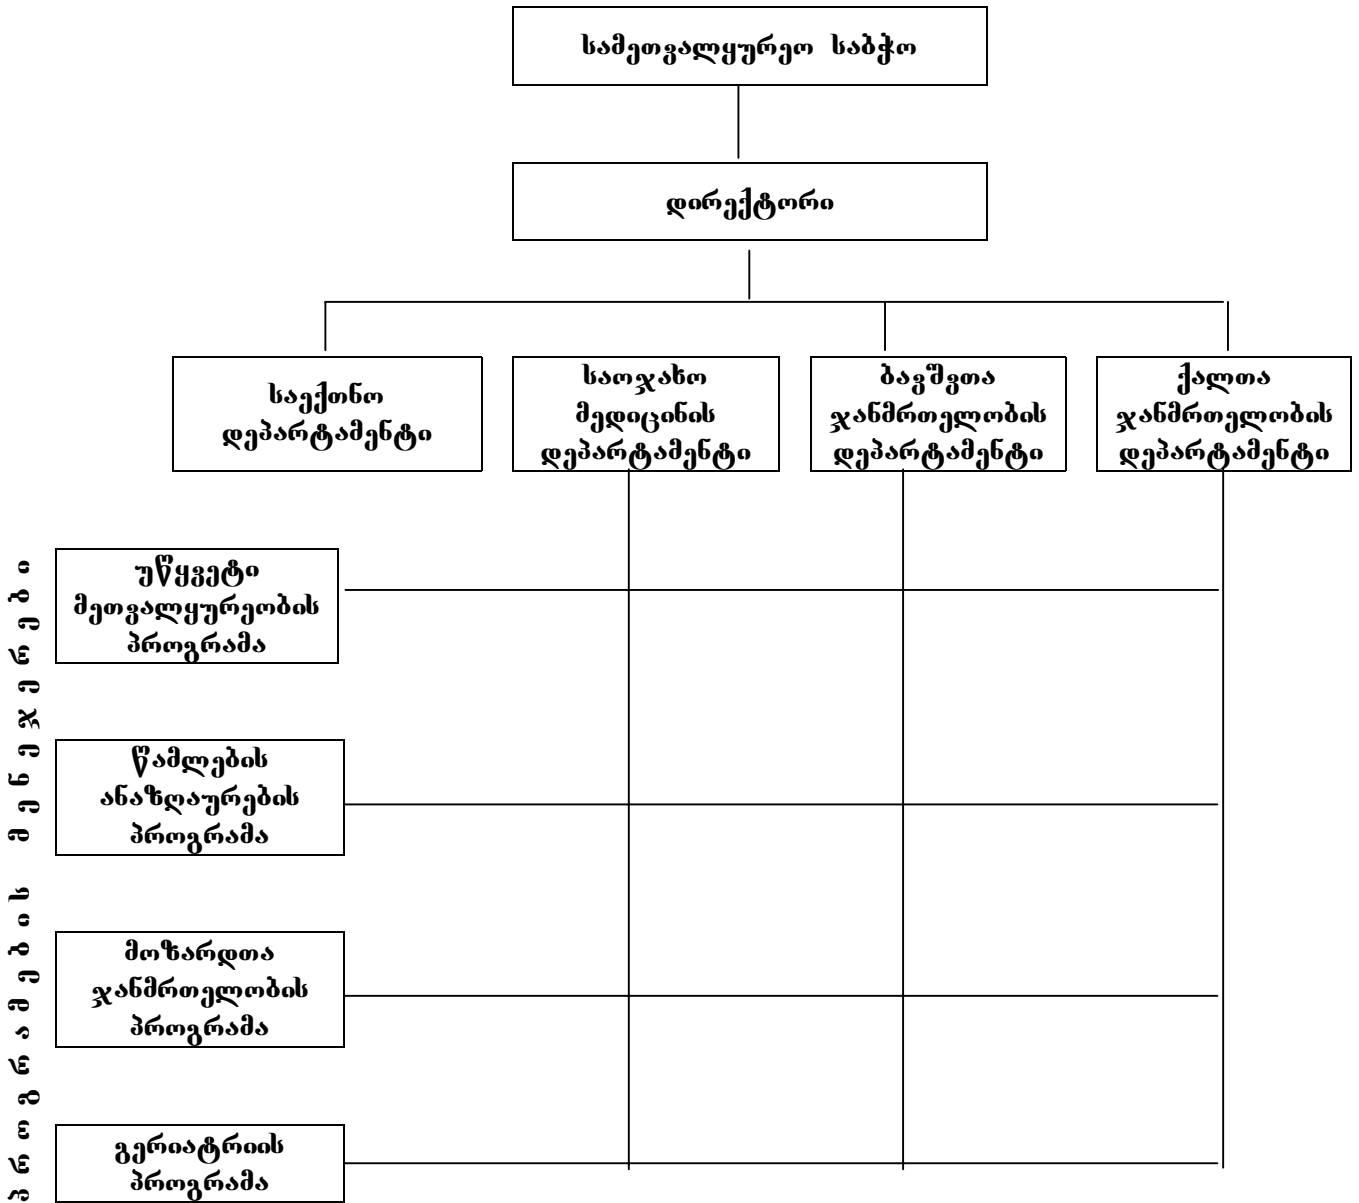 სამეთვალყურეო საბჭო
დირექტორი
საექთნო
დეპარტამენტი
საოჯახო
მედიცინის
დეპარტამენტი
ბავშვთა
ჯანმრთელობის
დეპარტამენტი
ქალთა
ჯანმრთელობის
დეპარტამენტი
პროგრამების მენეჯერები
უწყვეტი
მეთვალყურეობის
პროგრამა
წამლების
ანაზღაურების
პროგრამა
მოზარდთა
ჯანმრთელობის
პროგრამა
გერიატრიის
პროგრამა